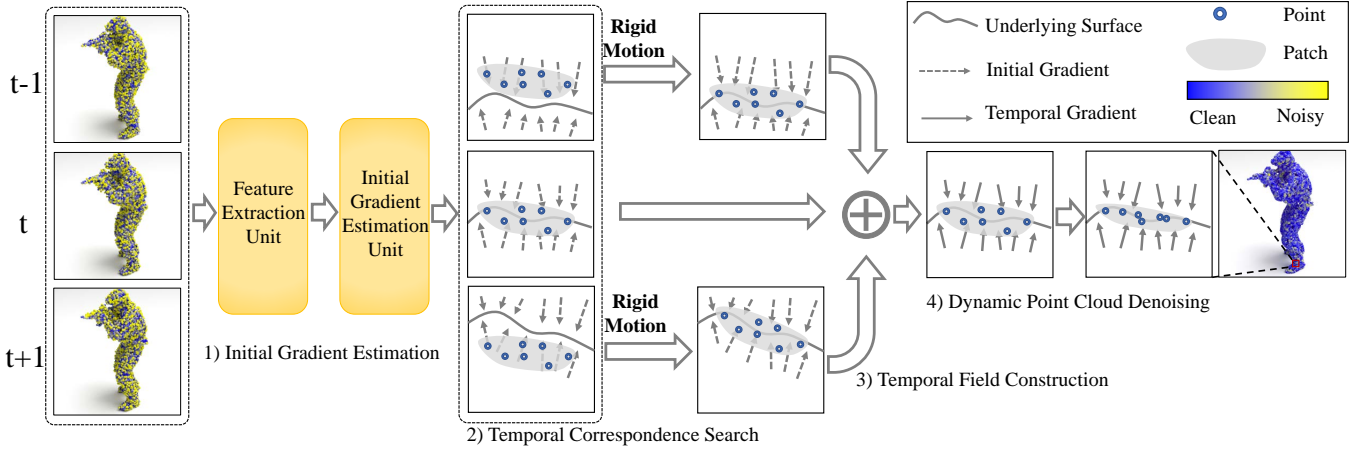 t-1
t
t+1
Feature
Extraction
Unit
Initial
Gradient
Estimation
Unit
1) Initial Gradient Estimation
Rigid
Motion
Rigid
Motion
2) Temporal Correspondence Search
3) Temporal Field Construction
4) Dynamic Point Cloud Denoising
Underlying Surface
Initial Gradient
Temporal Gradient
Point
Patch
Clean Noisy